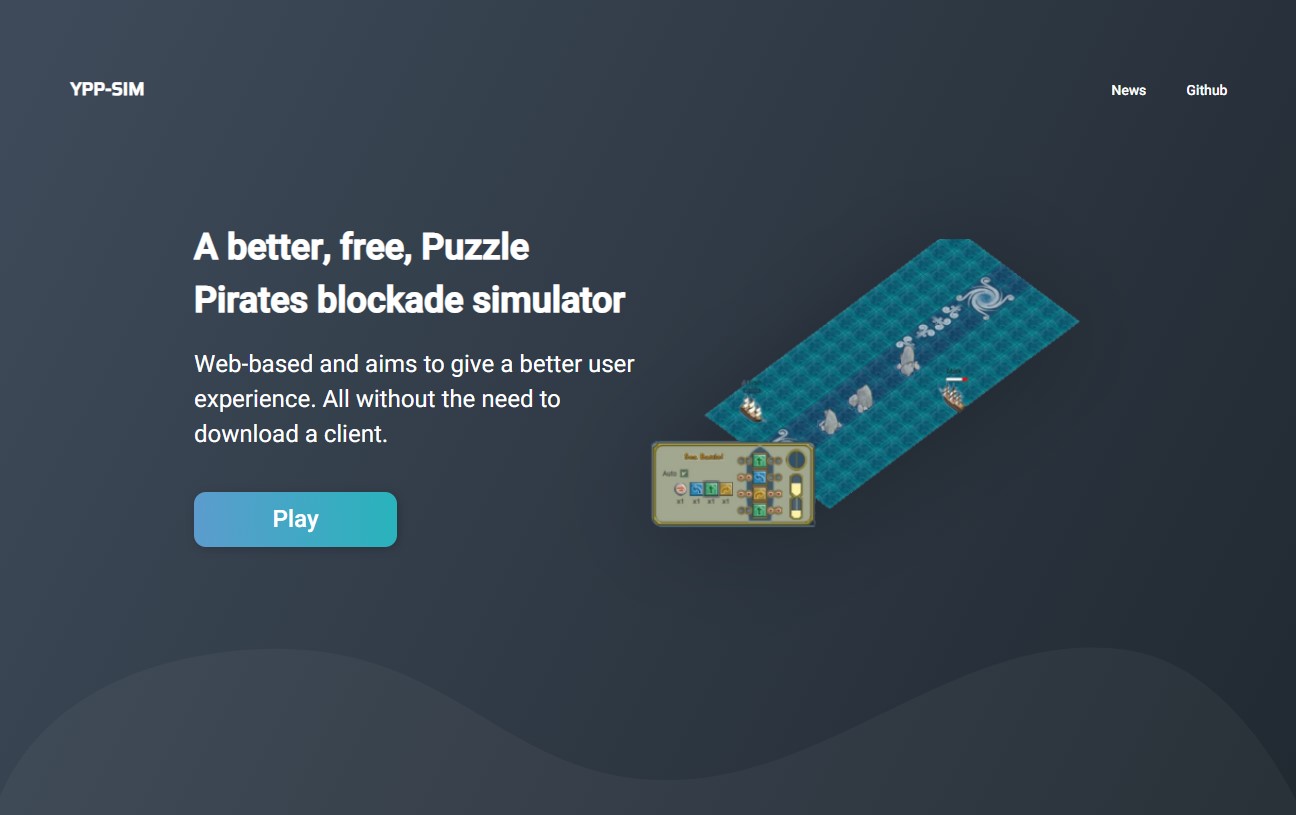 YPP-SIM
News
Github
A better, free, Puzzle
Pirates blockade simulator
Web-based and aims to give a better user
experience. All without the need to
download a client.
Auto
x1 x1 x1 x1
Play